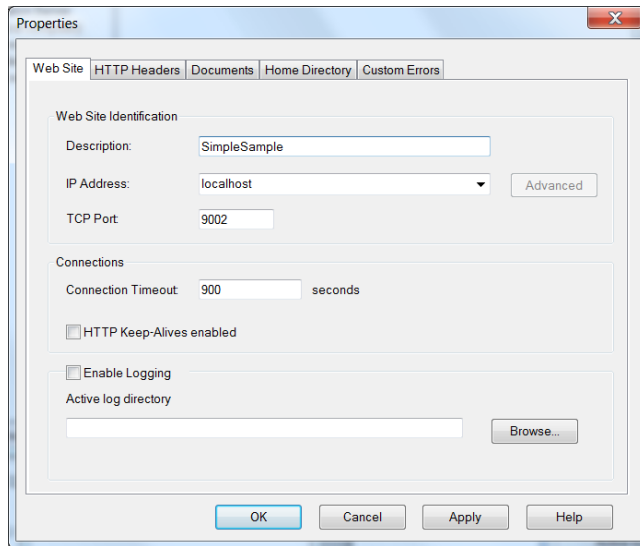 Properties
Web Site HTTP Headers Documents Home Directory Custom Errors
Web Site Identification
Description: SimpleSample
IP Address: localhost Advanced
TCP Port: 9002
Connections
Connection Timeout: 900 seconds
HTTP Keep-Alives enabled
Enable Logging
Active log directory
Browse...
OK Cancel Apply Help